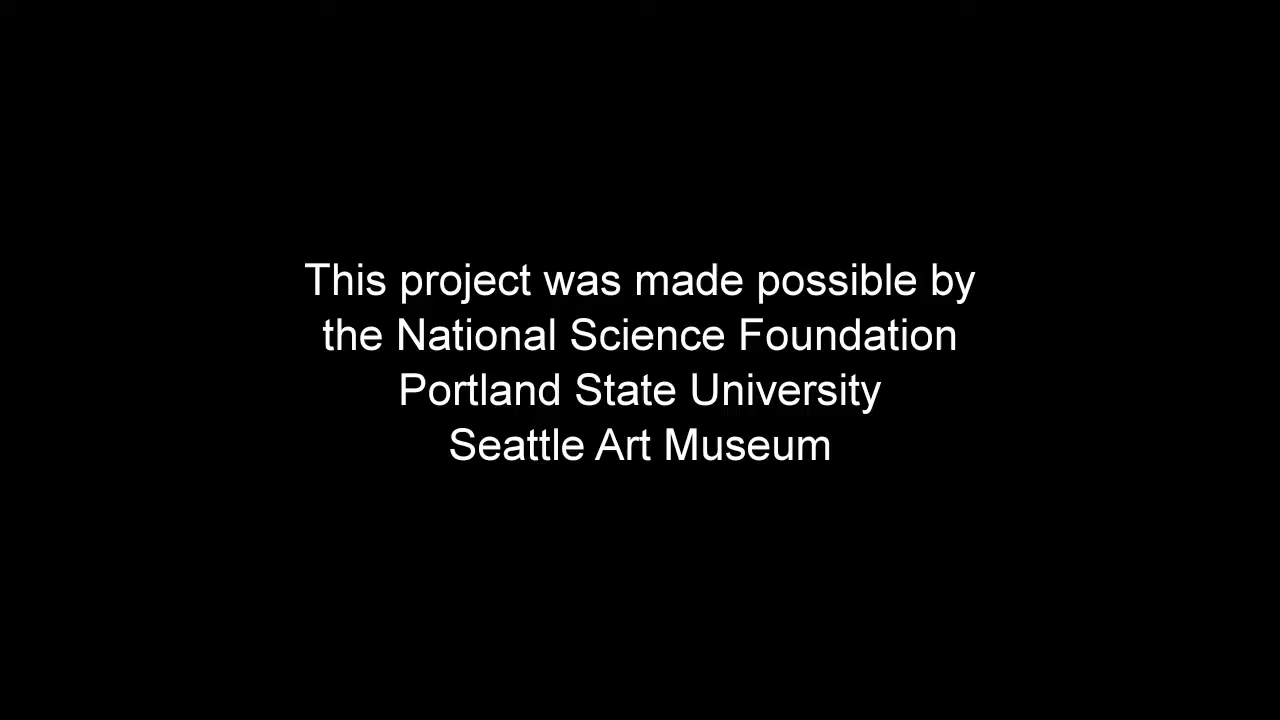 This project was made possible by
the National Science Foundation
Portland State University
Seattle Art Museum